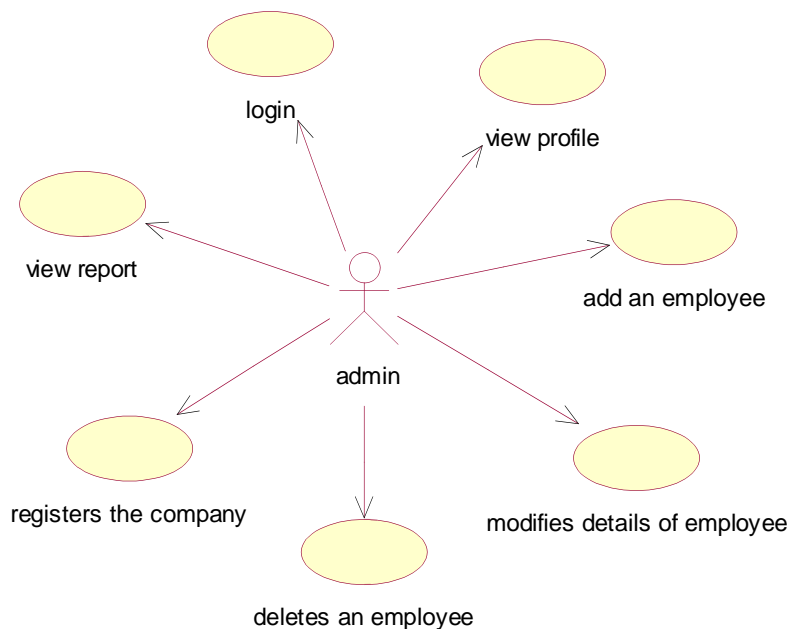 login
view profile
view report
add an employee
admin
registers the company
modifies details of employee
deletes an employee